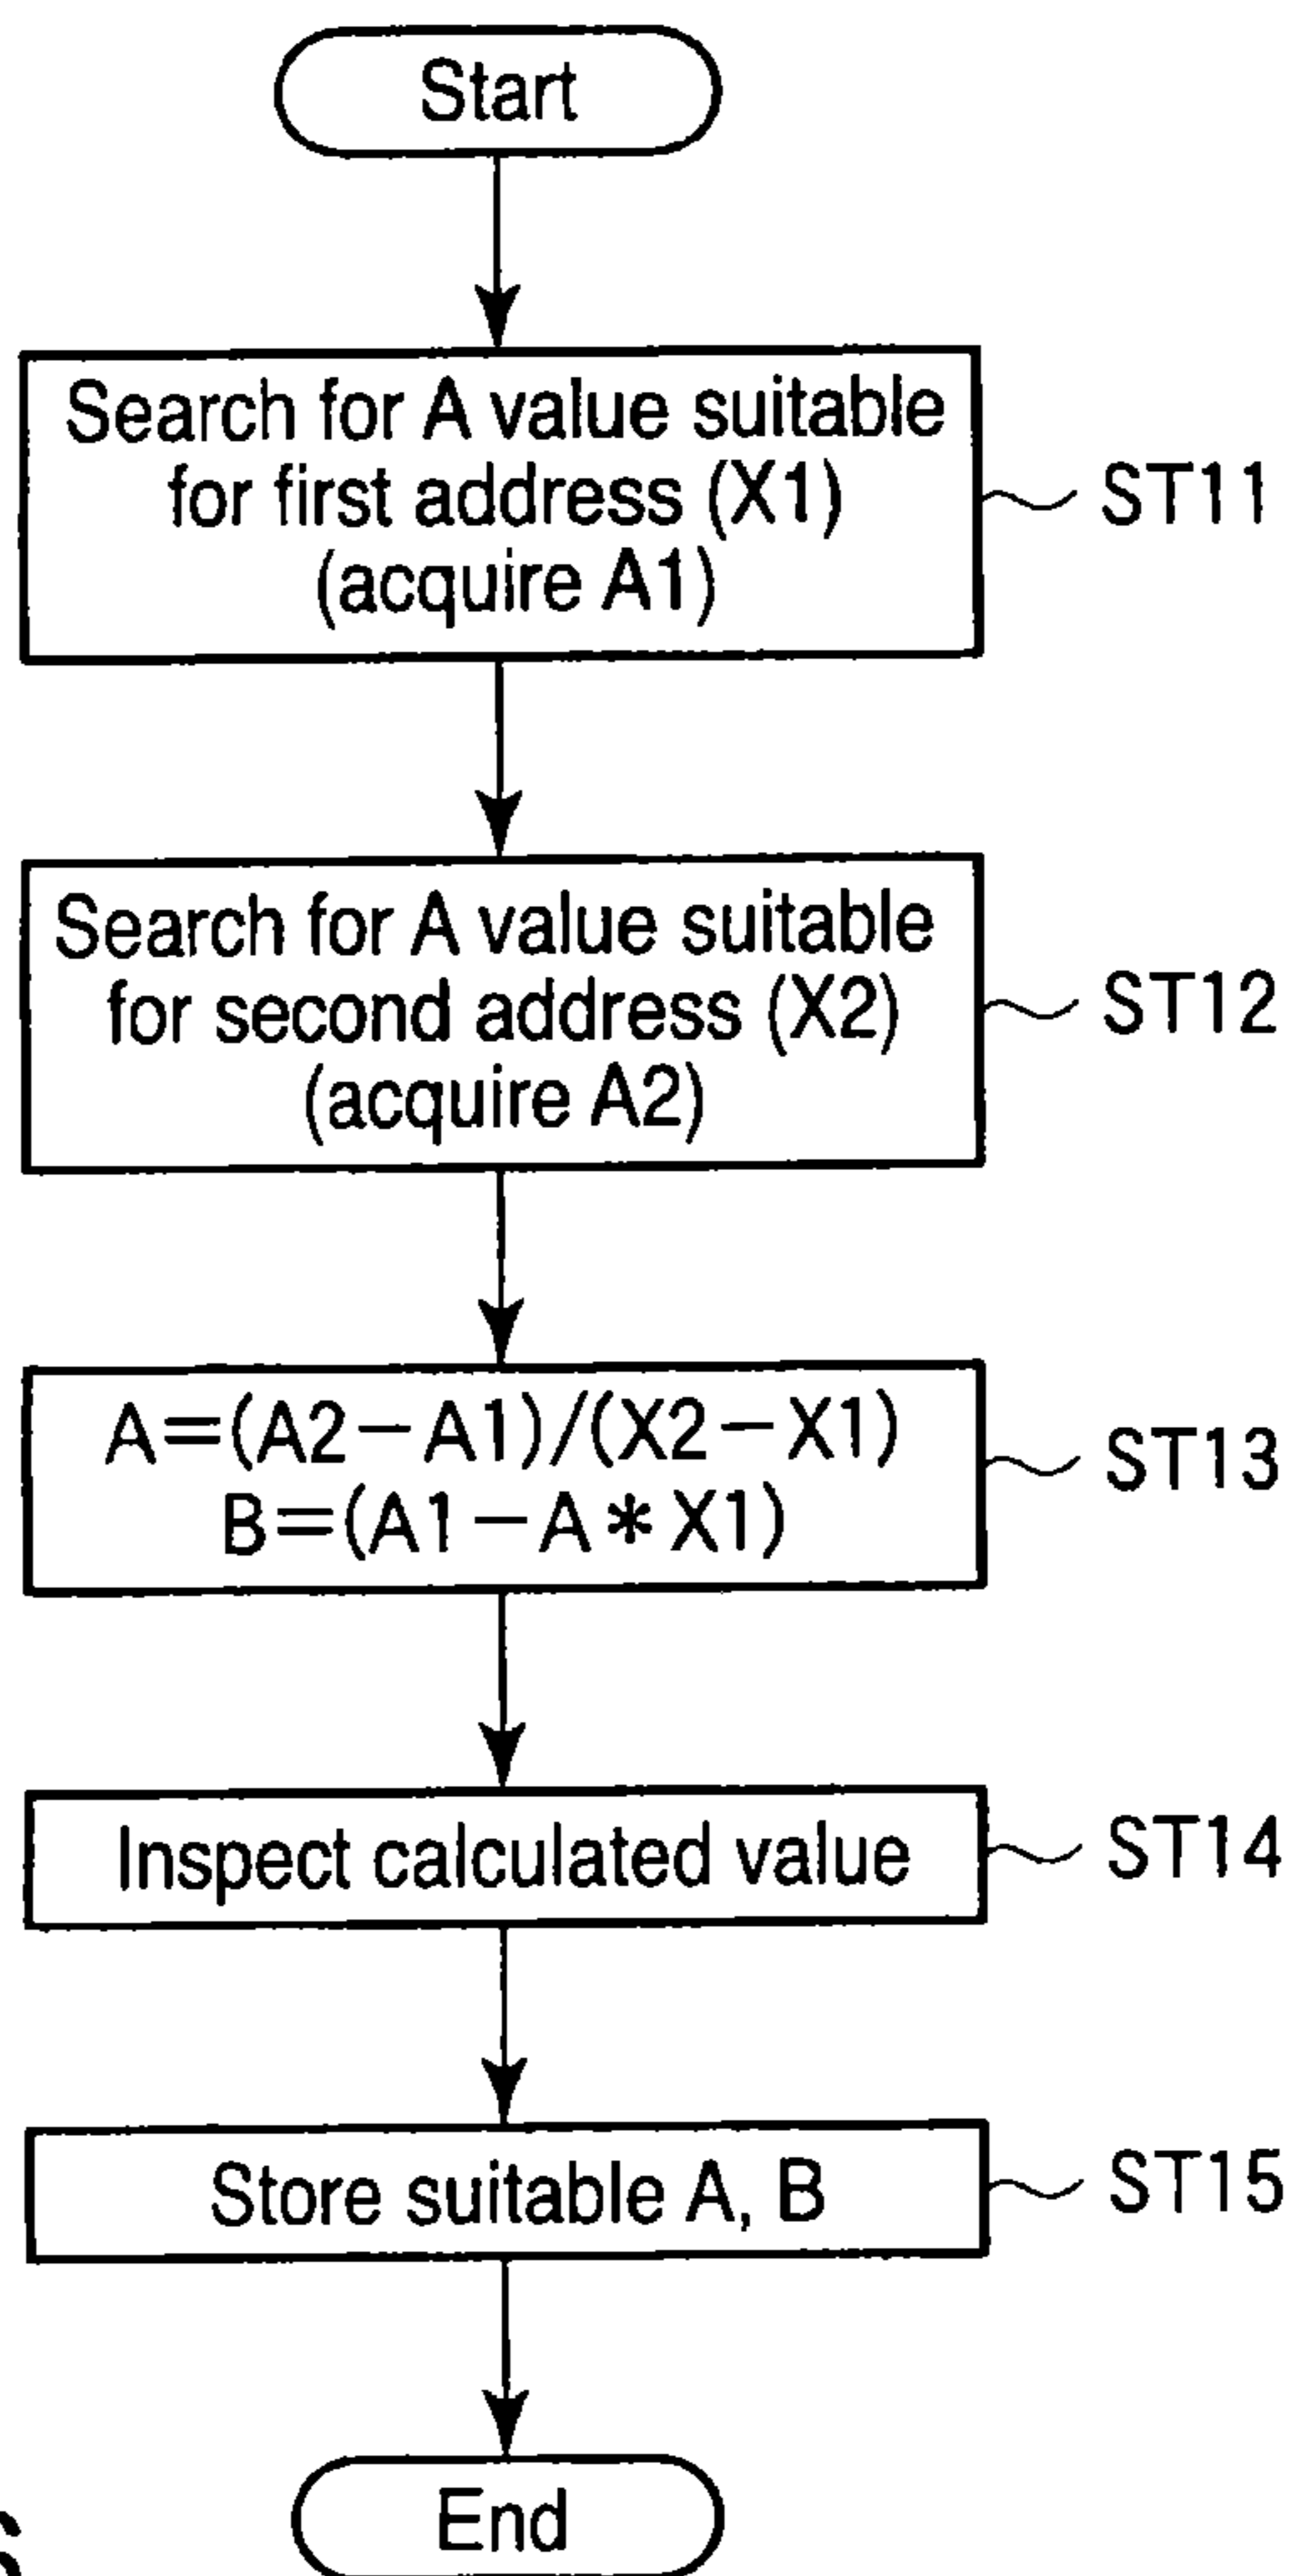 Start
Search for A value suitable
for first address (X1)
(acquire A1)
ST11
Search for A value suitable
for second address (X2)
(acquire A2)
ST12
A=(A2−A1)/(X2−X1)
B=(A1−A*X1)
ST13
Inspect calculated value
ST14
Store suitable A, B
ST15
End